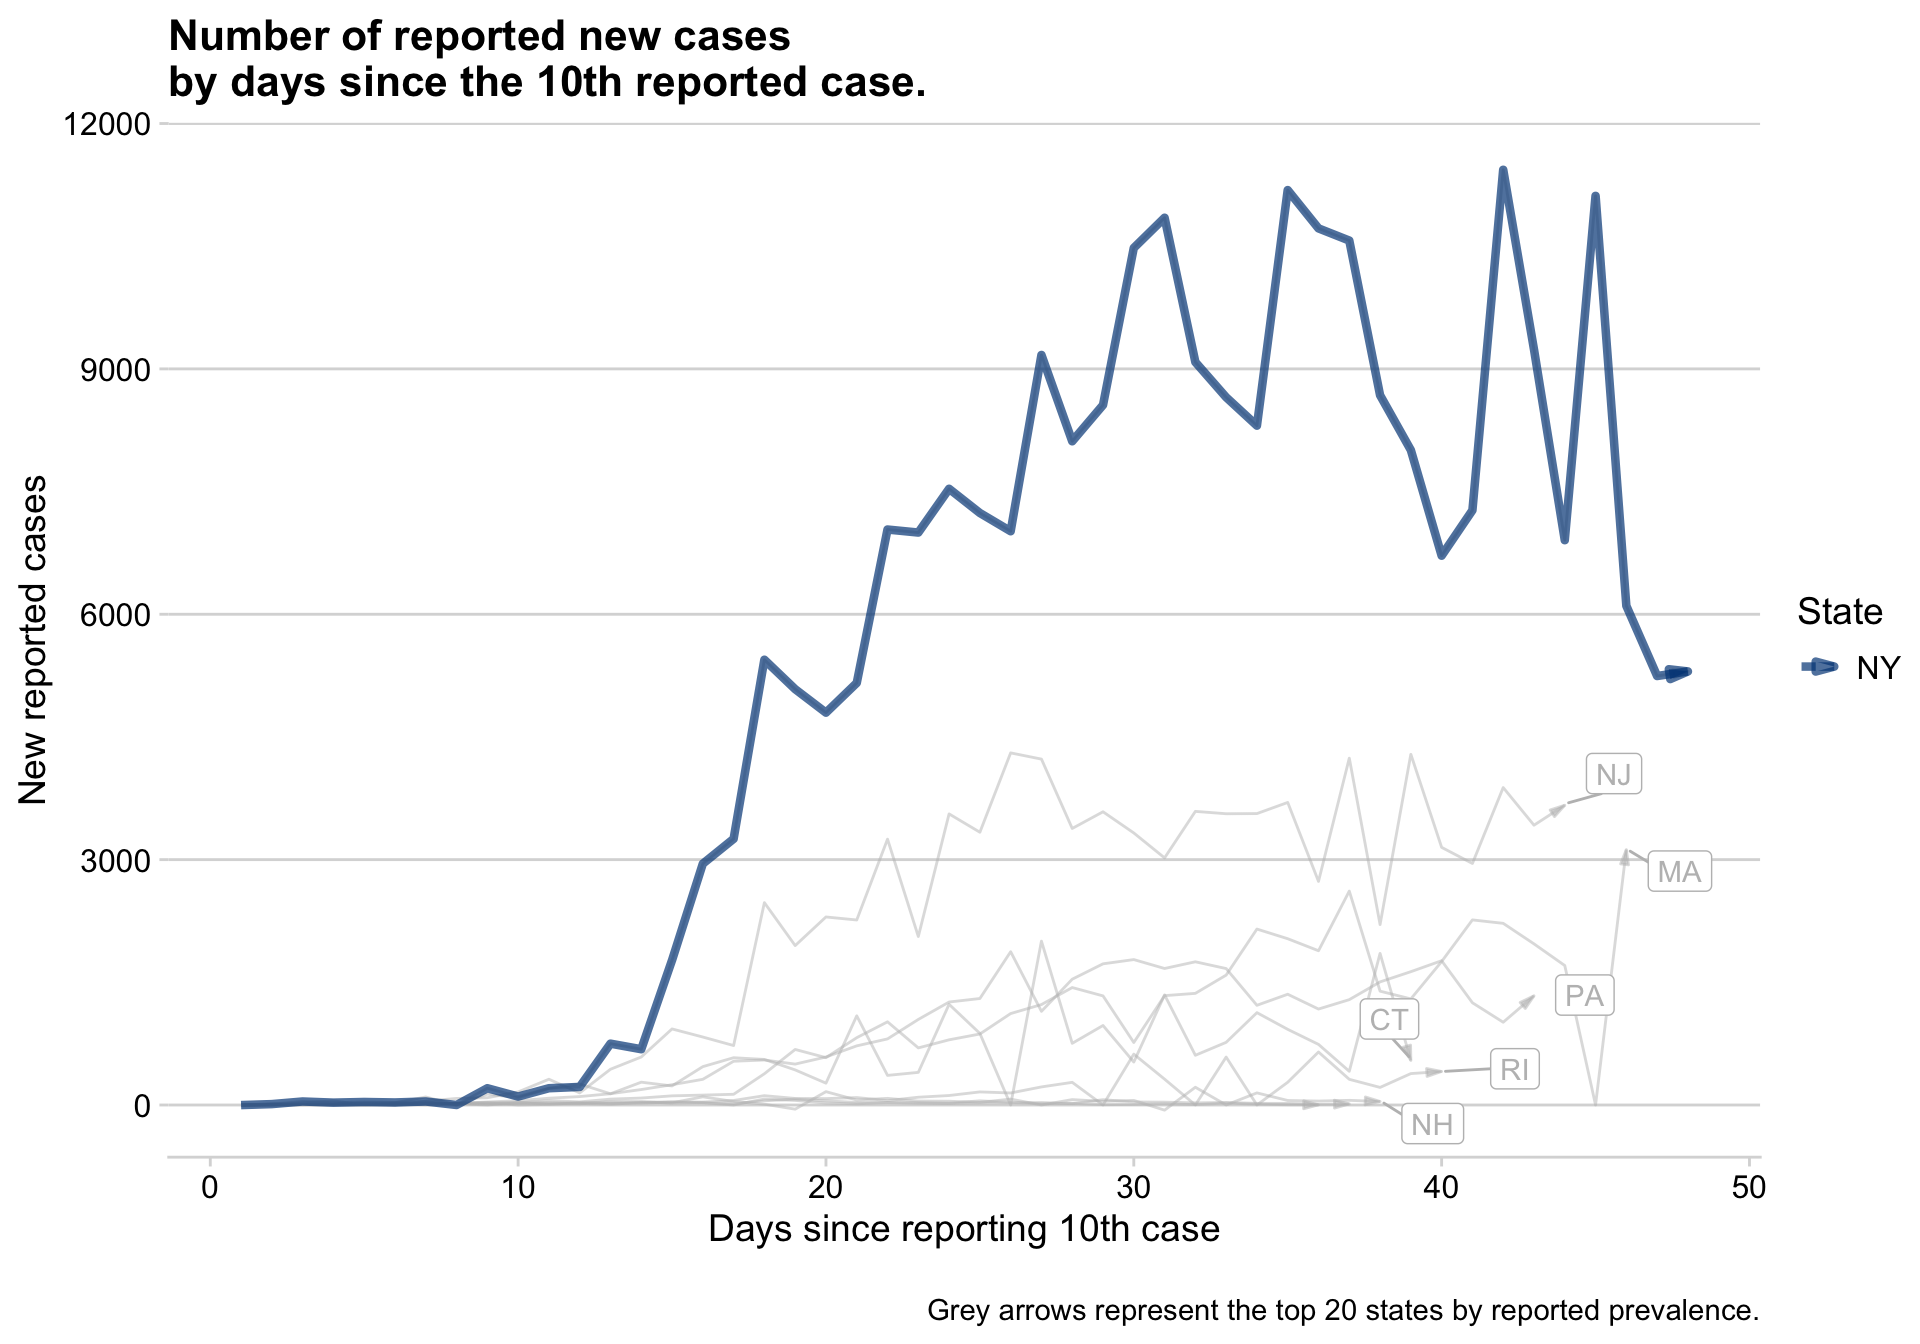 Number of reported new cases
by days since the 10th reported case.
12000
9000
6000
3000
0
New reported cases
State
NY
NJ
MA
PA
CT
RI
NH
0 10 20 30 40 50
Days since reporting 10th case
Grey arrows represent the top 20 states by reported prevalence.